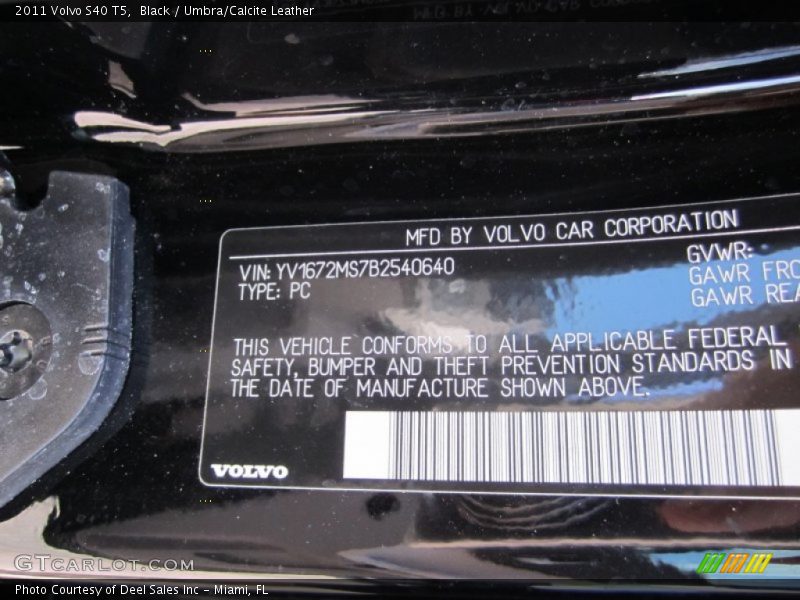 2011 Volvo S40 T5, Black / Umbra/Calcite Leather
MFD BY VOLVO CAR CORPORATION
VIN: YV1672MS7B2540640
TYPE: PC
GVWR:
GAWR FRO
GAWR REA
THIS VEHICLE CONFORMS TO ALL APPLICABLE FEDERAL
SAFETY, BUMPER AND THEFT PREVENTION STANDARDS IN
THE DATE OF MANUFACTURE SHOWN ABOVE.
VOLVO
GTCARLOT.COM
Photo Courtesy of Deel Sales Inc - Miami, FL